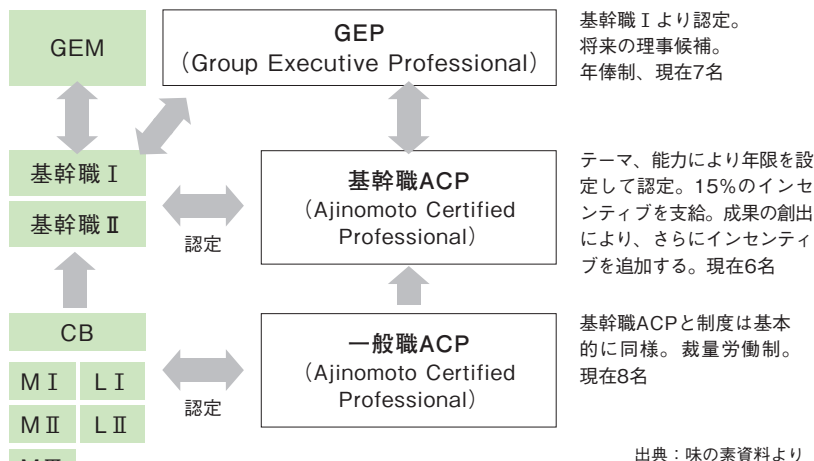 GEM
GEP
（Group Executive Professional）
基幹職Ⅰより認定。
将来の理事候補。
年俸制、現在7名
基幹職Ⅰ
基幹職Ⅱ
認定
基幹職ACP
（Ajinomoto Certified
Professional）
テーマ、能力により年限を設
定して認定。15%のインセ
ンティブを支給。成果の創出
により、さらにインセンティ
ブを追加する。現在6名
CB
MⅠ LⅠ
MⅡ LⅡ
認定
一般職ACP
（Ajinomoto Certified
Professional）
基幹職ACPと制度は基本
的に同様。裁量労働制。
現在8名
出典：味の素資料より